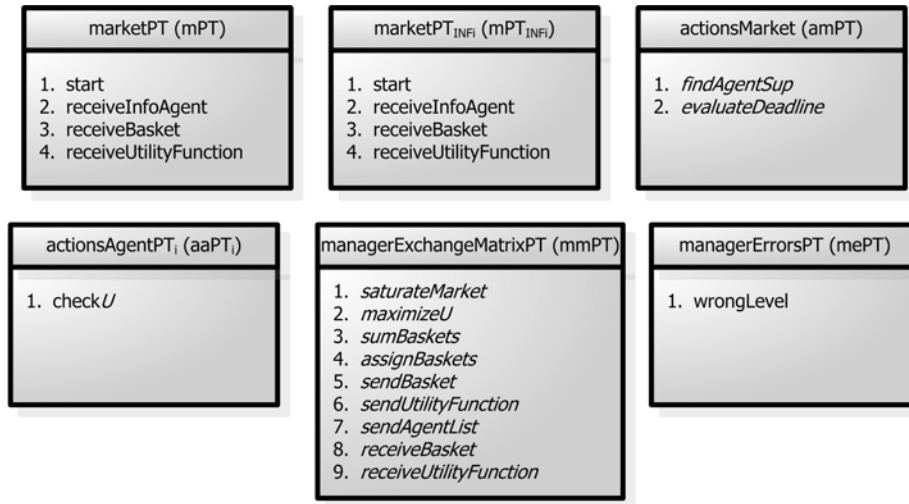 marketPT (mPT)
1. start
2. receiveInfoAgent
3. receiveBasket
4. receiveUtilityFunction
marketPT_INFi (mPT_INFi)
1. start
2. receiveInfoAgent
3. receiveBasket
4. receiveUtilityFunction
actionsMarket (amPT)
1. findAgentSup
2. evaluateDeadline
actionsAgentPTi (aaPTi)
1. checkU
managerExchangeMatrixPT (mmPT)
1. saturateMarket
2. maximizeU
3. sumBaskets
4. assignBaskets
5. sendBasket
6. sendUtilityFunction
7. sendAgentList
8. receiveBasket
9. receiveUtilityFunction
managerErrorsPT (mePT)
1. wrongLevel